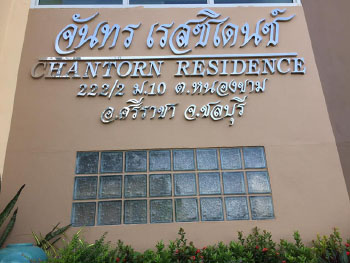 จันทร เรสซิเดนซ์
CHANTORN RESIDENCE
222/2 ม.10 ต.หนองขาม
อ.ศรีราชา จ.ชลบุรี